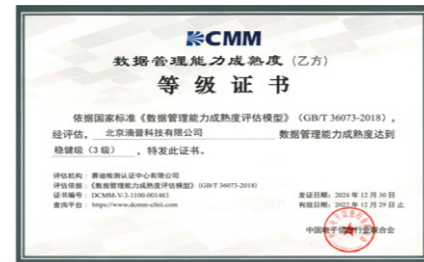 DCMM
数据管理能力成熟度（乙方）
等级证书
依据国家标准《数据管理能力成熟度评估模型》（GB/T 36073-2018），
经评估，北京滴普科技有限公司 数据管理能力成熟度达到
稳健级（3 级），特发此证书。
评估机构：赛迪检测认证中心有限公司
评估依据：《数据管理能力成熟度评估模型》（GB/T 36073-2018）
证书编号：DCMM-V-3-1100-001463
发证日期：2024 年 12 月 30 日
查询平台：https://www.dcmm-cfeii.com
有效日期：2027 年 12 月 29 日止
中国电子信息行业联合会